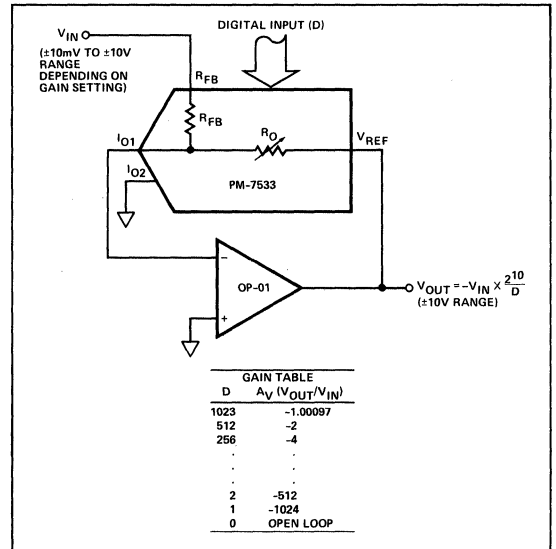 DIGITAL INPUT (D)
VIN
(±10mV TO ±10V
RANGE
DEPENDING ON
GAIN SETTING)
RFB
RFB
RO
VREF
IO1
IO2
PM-7533
OP-01
−
+
VOUT = -VIN × 2^10/D
(±10V RANGE)
GAIN TABLE
D AV (VOUT/VIN)
1023 -1.00097
512 -2
256 -4
. .
. .
. .
2 -512
1 -1024
0 OPEN LOOP